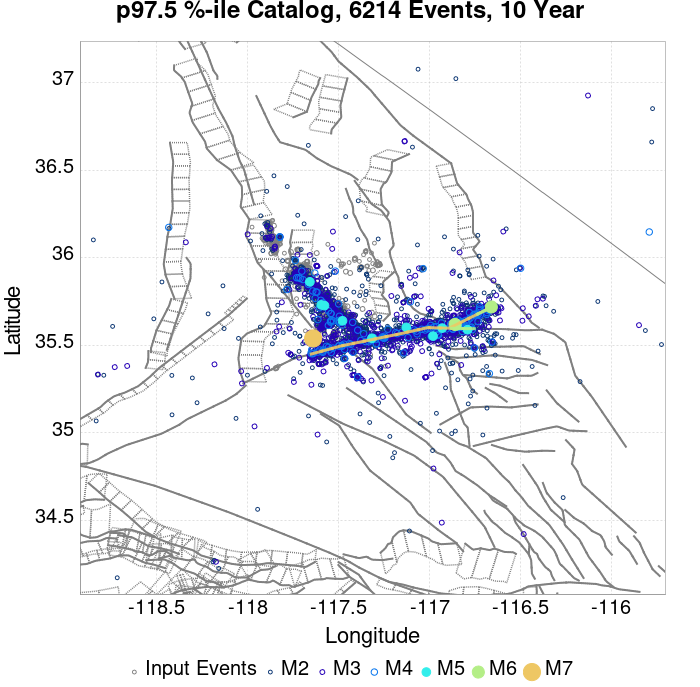 p97.5 %-ile Catalog, 6214 Events, 10 Year
37
36.5
36
35.5
35
34.5
Latitude
-118.5 -118 -117.5 -117 -116.5 -116
Longitude
Input Events M2 M3 M4 M5 M6 M7